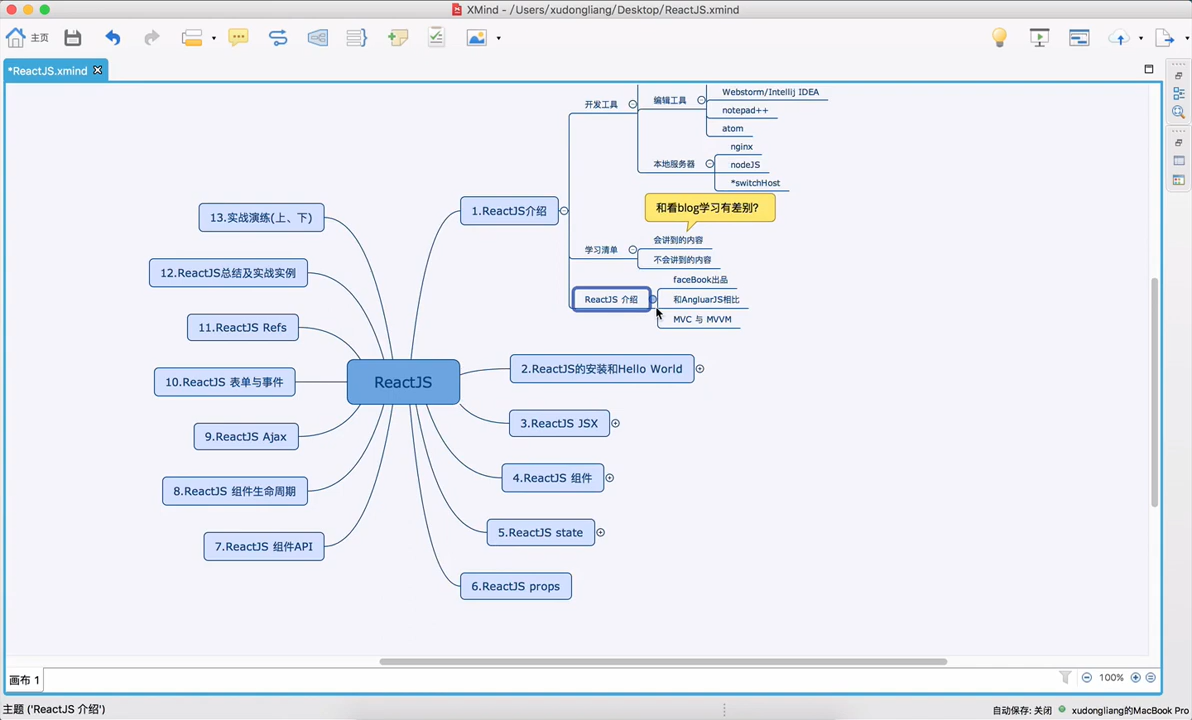 XMind - /Users/xudongliang/Desktop/ReactJS.xmind
主页
*ReactJS.xmind
开发工具
编辑工具
Webstorm/Intellij IDEA
notepad++
atom
本地服务器
nginx
nodeJS
*switchHost
1.ReactJS介绍
和看blog学习有差别?
学习清单
会讲到的内容
不会讲到的内容
ReactJS 介绍
faceBook出品
和AngluarJS相比
MVC 与 MVVM
13.实战演练(上、下)
12.ReactJS总结及实战实例
11.ReactJS Refs
10.ReactJS 表单与事件
9.ReactJS Ajax
8.ReactJS 组件生命周期
7.ReactJS 组件API
ReactJS
2.ReactJS的安装和Hello World
3.ReactJS JSX
4.ReactJS 组件
5.ReactJS state
6.ReactJS props
画布 1
100%
主题 ('ReactJS 介绍')
自动保存: 关闭
xudongliang的MacBook Pro